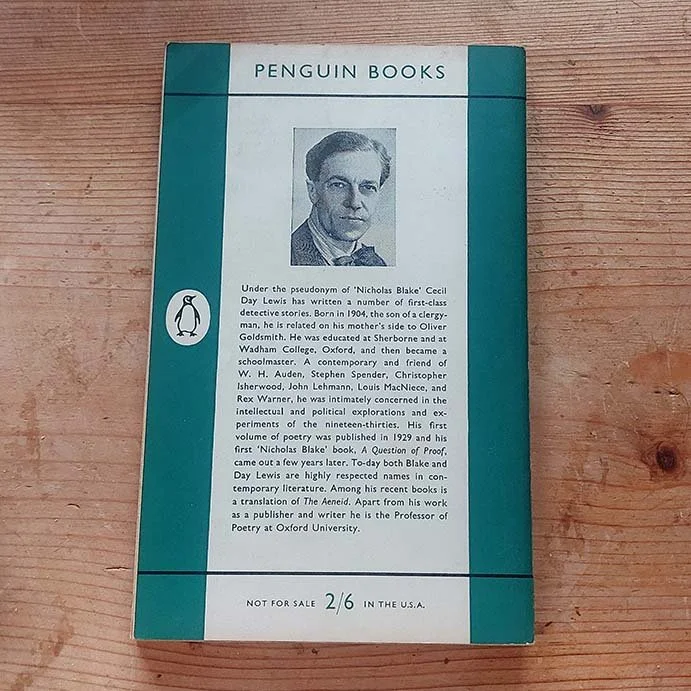 PENGUIN BOOKS
Under the pseudonym of 'Nicholas Blake' Cecil
Day Lewis has written a number of first-class
detective stories. Born in 1904, the son of a clergy-
man, he is related on his mother's side to Oliver
Goldsmith. He was educated at Sherborne and at
Wadham College, Oxford, and then became a
schoolmaster. A contemporary and friend of
W. H. Auden, Stephen Spender, Christopher
Isherwood, John Lehmann, Louis MacNiece, and
Rex Warner, he was intimately concerned in the
intellectual and political explorations and ex-
periments of the nineteen-thirties. His first
volume of poetry was published in 1929 and his
first 'Nicholas Blake' book, A Question of Proof,
came out a few years later. To-day both Blake and
Day Lewis are highly respected names in con-
temporary literature. Among his recent books is
a translation of The Aeneid. Apart from his work
as a publisher and writer he is the Professor of
Poetry at Oxford University.
NOT FOR SALE 2/6 IN THE U.S.A.